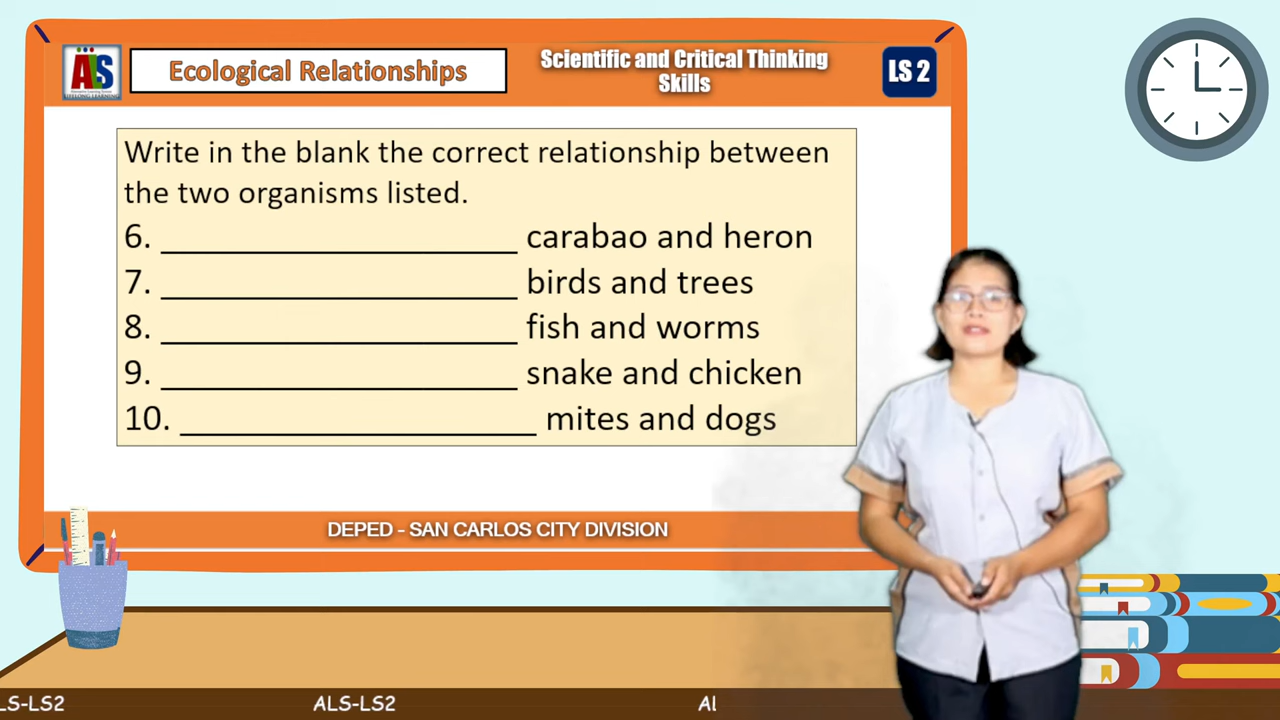 ALS
Ecological Relationships
Scientific and Critical Thinking
Skills
LS 2
Write in the blank the correct relationship between
the two organisms listed.
6. ____________________ carabao and heron
7. ____________________ birds and trees
8. ____________________ fish and worms
9. ____________________ snake and chicken
10. ____________________ mites and dogs
DEPED - SAN CARLOS CITY DIVISION
LS-LS2 ALS-LS2 AL